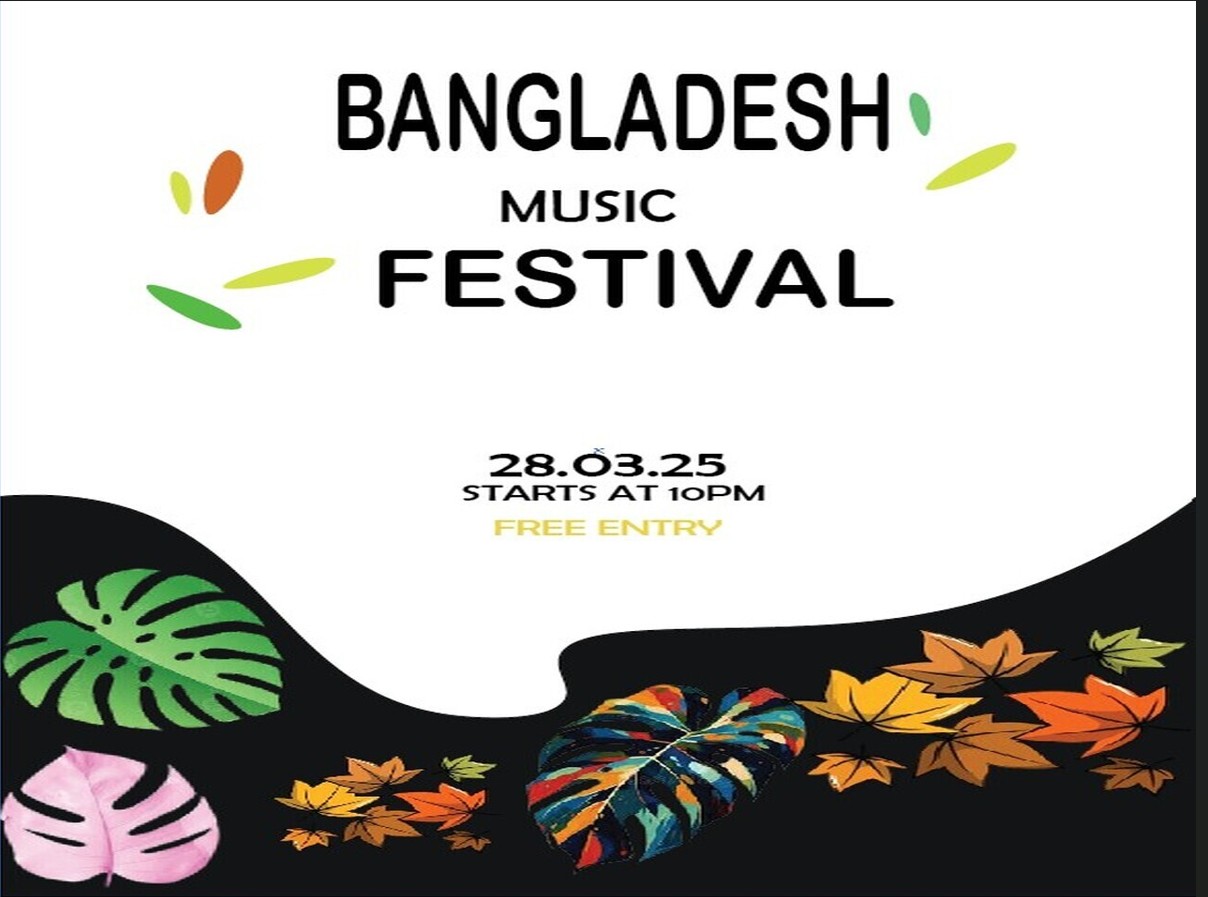 BANGLADESH
MUSIC
FESTIVAL
28.03.25
STARTS AT 10PM
FREE ENTRY